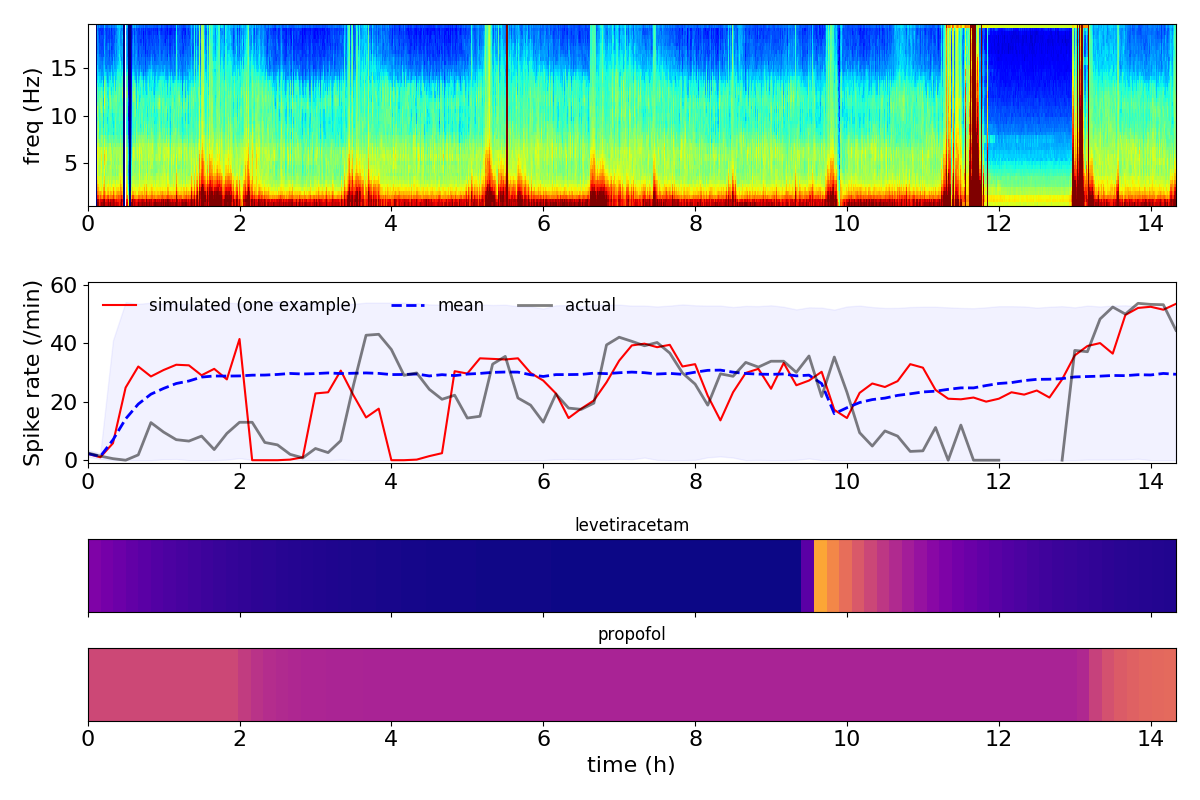 freq (Hz)
15
10
5
0 2 4 6 8 10 12 14
Spike rate (/min)
60
40
20
0
simulated (one example) mean actual
0 2 4 6 8 10 12 14
levetiracetam
propofol
0 2 4 6 8 10 12 14
time (h)